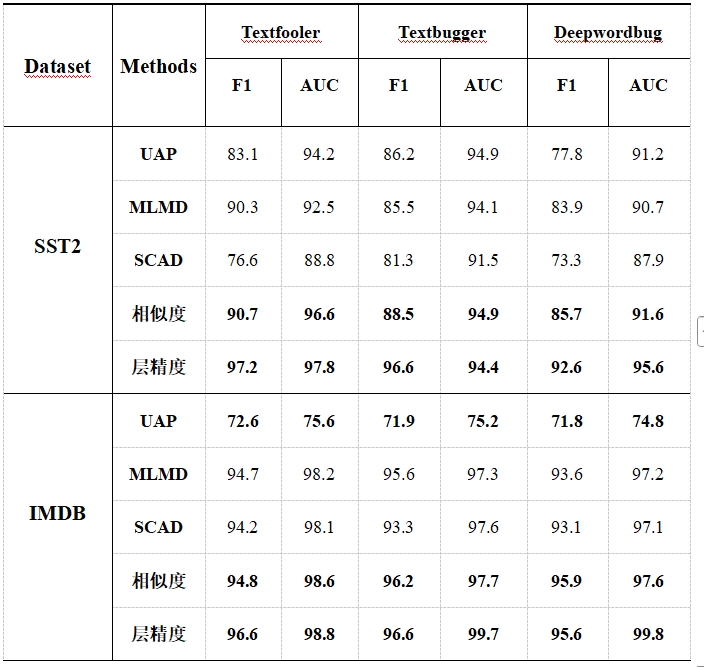 Dataset Methods Textfooler Textbugger Deepwordbug
F1 AUC F1 AUC F1 AUC
SST2
UAP 83.1 94.2 86.2 94.9 77.8 91.2
MLMD 90.3 92.5 85.5 94.1 83.9 90.7
SCAD 76.6 88.8 81.3 91.5 73.3 87.9
相似度 90.7 96.6 88.5 94.9 85.7 91.6
层精度 97.2 97.8 96.6 94.4 92.6 95.6
IMDB
UAP 72.6 75.6 71.9 75.2 71.8 74.8
MLMD 94.7 98.2 95.6 97.3 93.6 97.2
SCAD 94.2 98.1 93.3 97.6 93.1 97.1
相似度 94.8 98.6 96.2 97.7 95.9 97.6
层精度 96.6 98.8 96.6 99.7 95.6 99.8